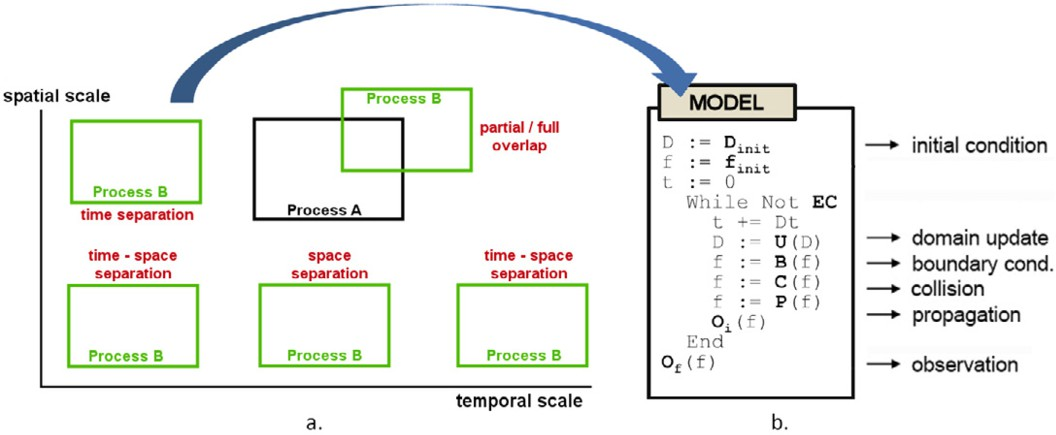 spatial scale
Process B
time separation
Process B
partial / full
overlap
Process A
time - space
separation
Process B
space
separation
Process B
time - space
separation
Process B
temporal scale
a.
MODEL
D := Dinit
f := finit
t := 0
While Not EC
t += Dt
D := U(D)
f := B(f)
f := C(f)
f := P(f)
Oi(f)
End
Of(f)
initial condition
domain update
boundary cond.
collision
propagation
observation
b.